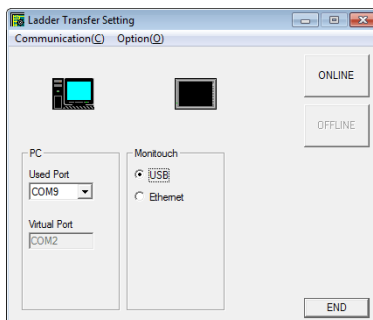 Ladder Transfer Setting
Communication(C) Option(O)
ONLINE
OFFLINE
PC
Used Port
COM9
Virtual Port
COM2
Monitouch
USB
Ethernet
END